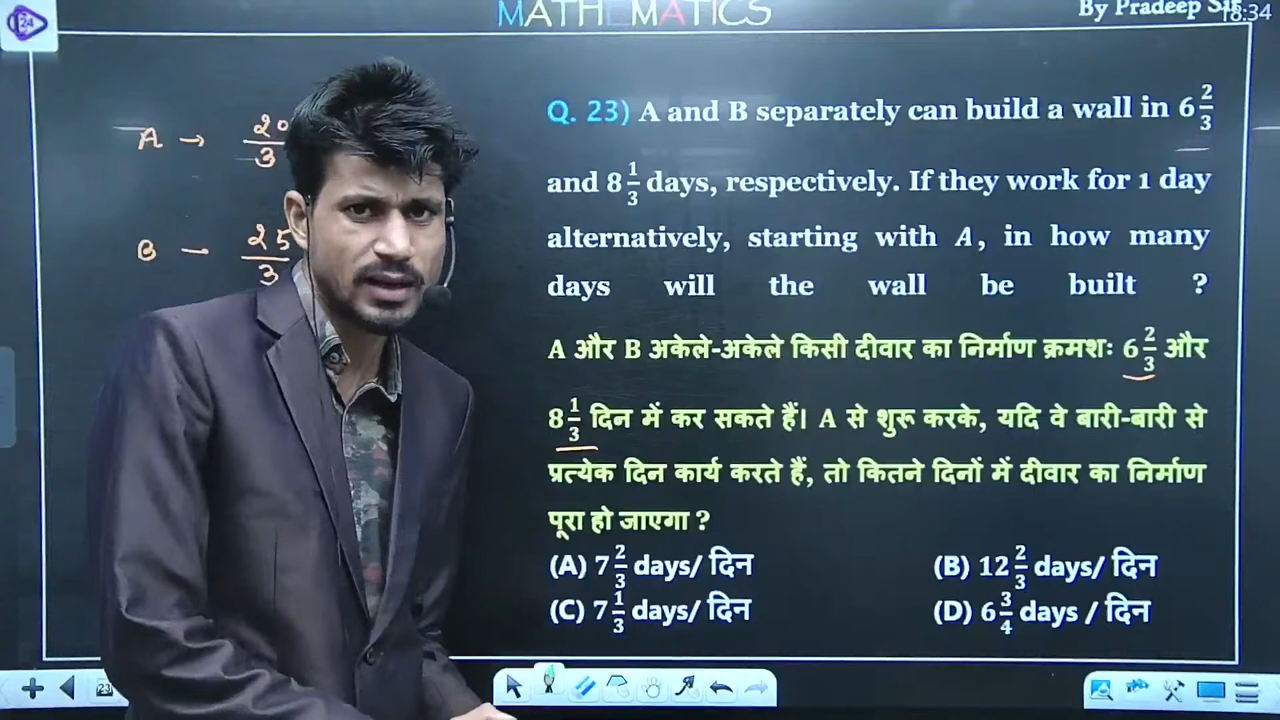 MATHEMATICS
By Pradeep Sir
18:34
24
A → 20/3
B — 25/3
Q. 23) A and B separately can build a wall in 6 2/3
and 8 1/3 days, respectively. If they work for 1 day
alternatively, starting with A, in how many
days will the wall be built ?
A और B अकेले-अकेले किसी दीवार का निर्माण क्रमशः 6 2/3 और
8 1/3 दिन में कर सकते हैं। A से शुरू करके, यदि वे बारी-बारी से
प्रत्येक दिन कार्य करते हैं, तो कितने दिनों में दीवार का निर्माण
पूरा हो जाएगा ?
(A) 7 2/3 days/ दिन (B) 12 2/3 days/ दिन
(C) 7 1/3 days/ दिन (D) 6 3/4 days / दिन
23